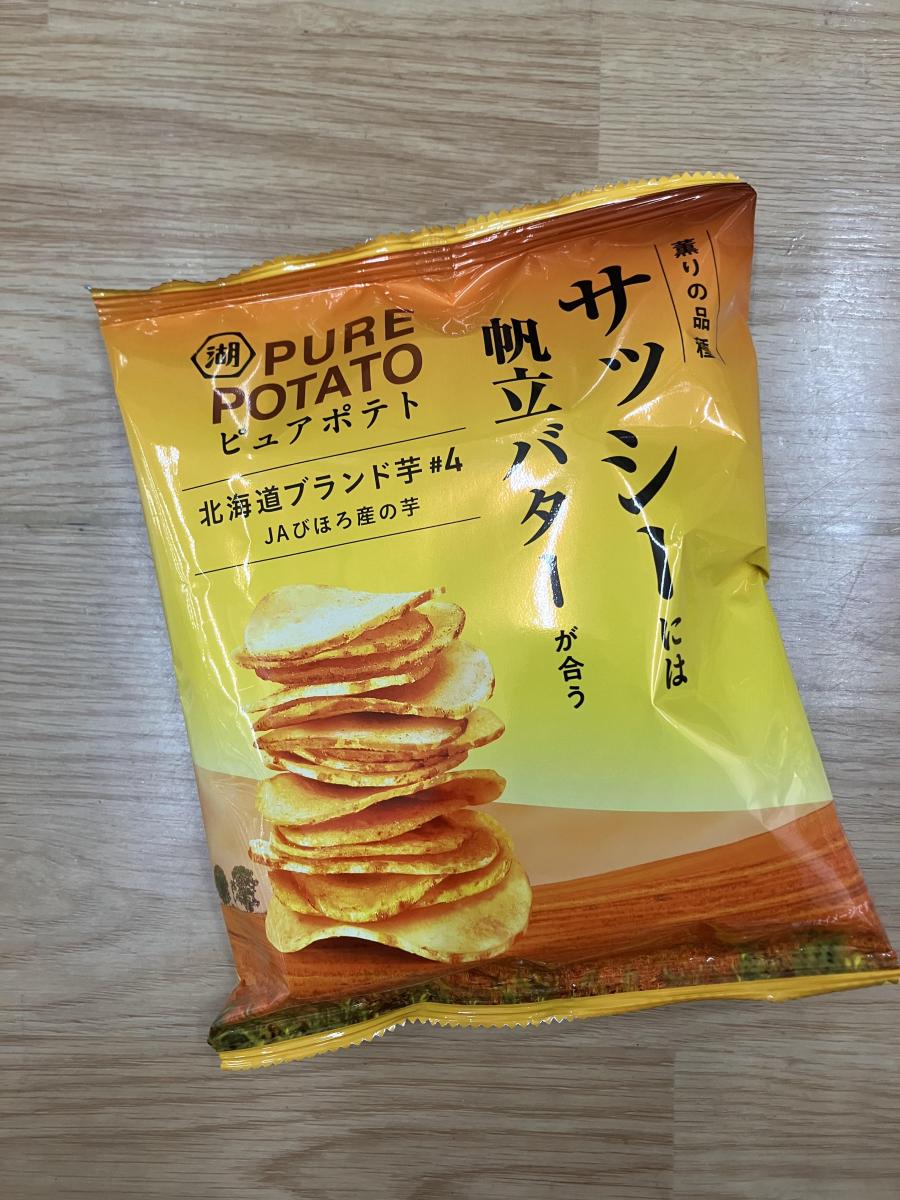 湖 PURE
POTATO
ピュアポテト
北海道ブランド芋 #4
JAびほろ産の芋
薫りの品種
サッシーには
帆立バターが合う